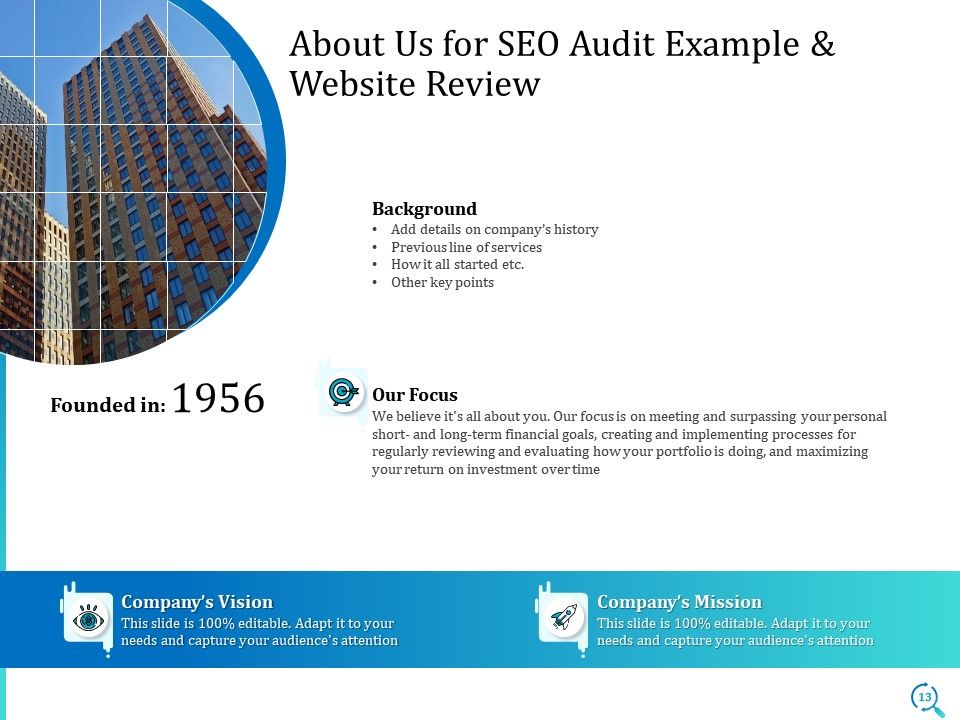 About Us for SEO Audit Example &
Website Review
Background
• Add details on company's history
• Previous line of services
• How it all started etc.
• Other key points
Founded in: 1956
Our Focus
We believe it's all about you. Our focus is on meeting and surpassing your personal
short- and long-term financial goals, creating and implementing processes for
regularly reviewing and evaluating how your portfolio is doing, and maximizing
your return on investment over time
Company's Vision
This slide is 100% editable. Adapt it to your
needs and capture your audience's attention
Company's Mission
This slide is 100% editable. Adapt it to your
needs and capture your audience's attention
13